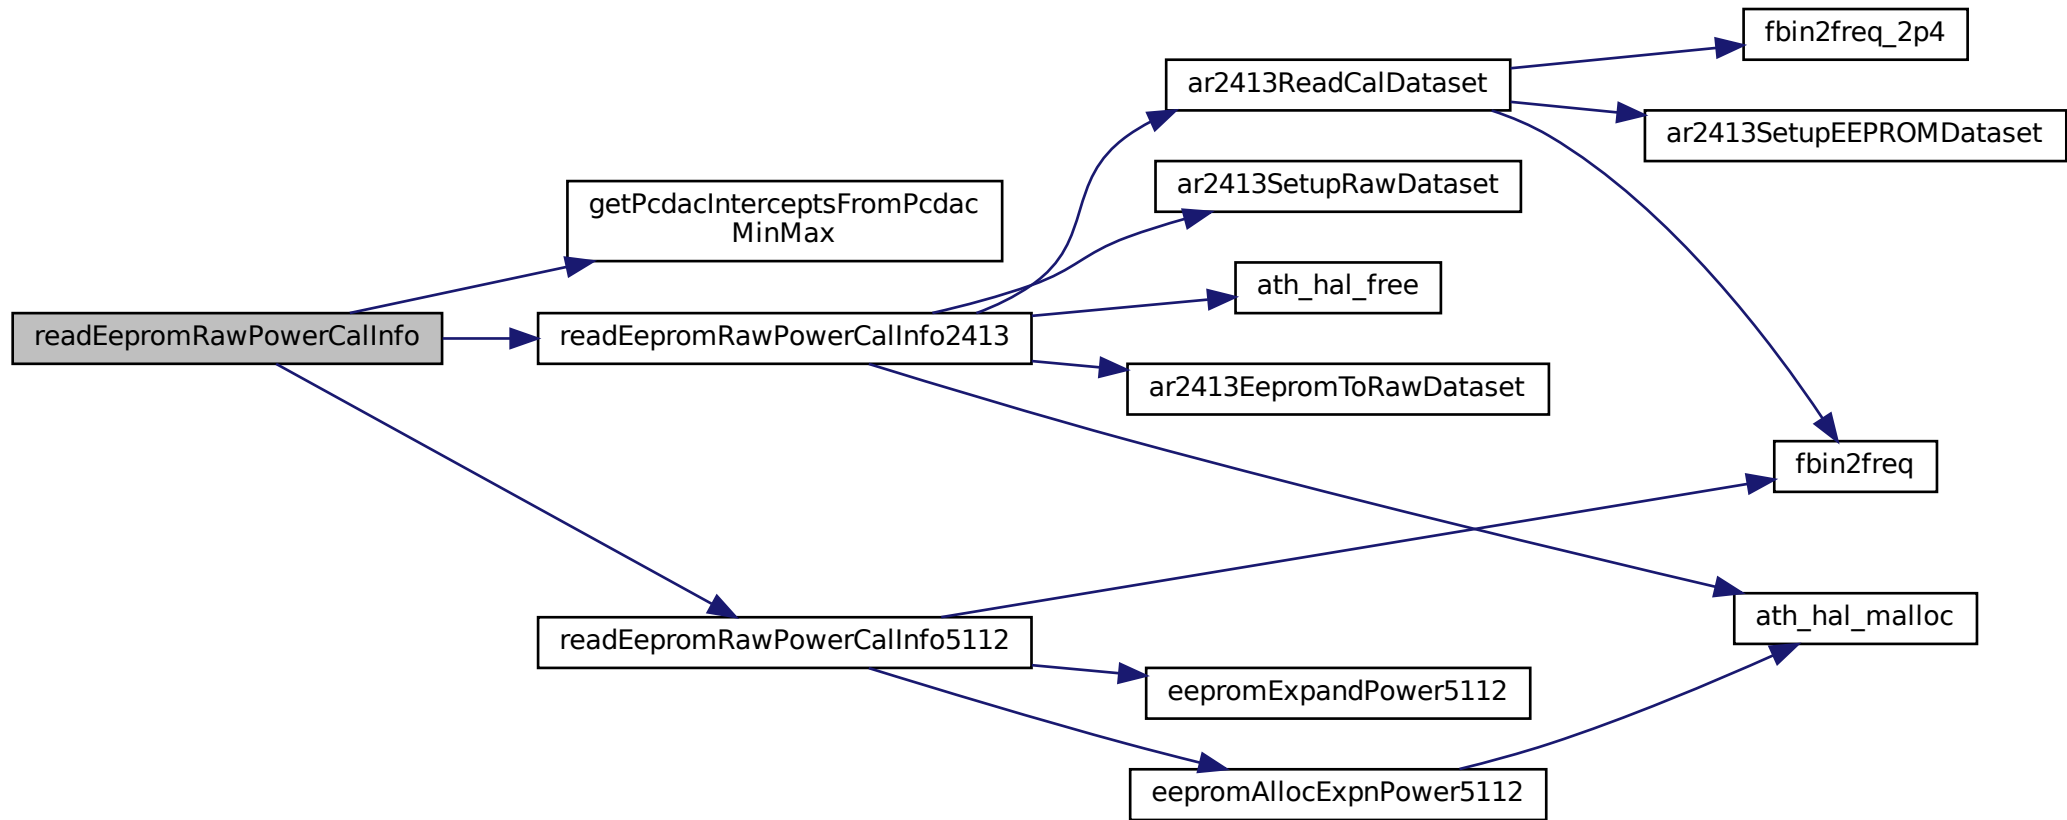 fbin2freq_2p4
ar2413ReadCalDataset
ar2413SetupEEPROMDataset
ar2413SetupRawDataset
getPcdacInterceptsFromPcdac
MinMax
ath_hal_free
readEepromRawPowerCalInfo
readEepromRawPowerCalInfo2413
ar2413EepromToRawDataset
fbin2freq
ath_hal_malloc
readEepromRawPowerCalInfo5112
eepromExpandPower5112
eepromAllocExpnPower5112